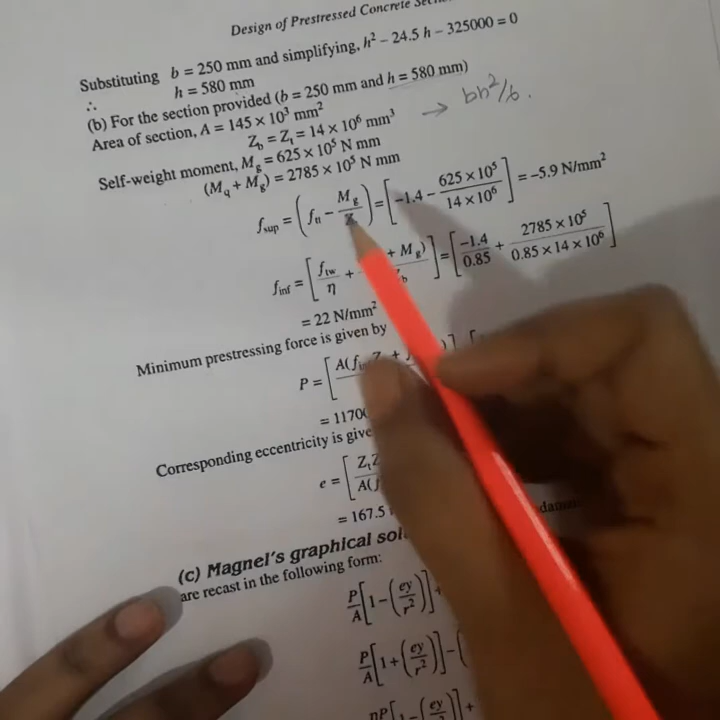 Design of Prestressed Concrete
Substituting b = 250 mm and simplifying, h² – 24.5 h – 325000 = 0
∴ h = 580 mm
(b) For the section provided (b = 250 mm and h = 580 mm)
Area of section, A = 145 × 10³ mm²
Z_b = Z_t = 14 × 10⁶ mm³ → bh²/6.
Self-weight moment, M_g = 625 × 10⁵ N mm
(M_q + M_g) = 2785 × 10⁵ N mm
f_sup = (f_tt – M_g/Z) = [–1.4 – 625 × 10⁵/14 × 10⁶] = –5.9 N/mm²
f_inf = [f_tw/η + + M_g)/ _b] = [–1.4/0.85 + 2785 × 10⁵/0.85 × 14 × 10⁶]
= 22 N/mm²
Minimum prestressing force is given by
P = [A(f Z +
= 1170
Corresponding eccentricity is
e = [Z_t Z /A(f
= 167.5
(c) Magnel's graphical
are recast in the following form:
P/A[1 – (ey/r²)] +
P/A[1 + (ey/r²)] – (
ηP[1 – (ey)] +